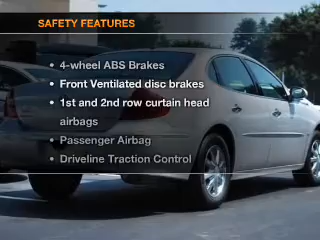 SAFETY FEATURES
• 4-wheel ABS Brakes
• Front Ventilated disc brakes
• 1st and 2nd row curtain head
airbags
• Passenger Airbag
• Driveline Traction Control